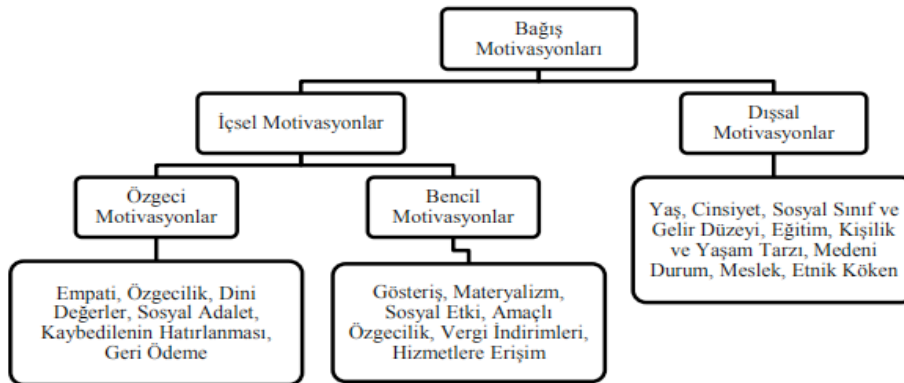 Bağış
Motivasyonları
İçsel Motivasyonlar
Dışsal
Motivasyonlar
Özgeci
Motivasyonlar
Bencil
Motivasyonlar
Yaş, Cinsiyet, Sosyal Sınıf ve
Gelir Düzeyi, Eğitim, Kişilik
ve Yaşam Tarzı, Medeni
Durum, Meslek, Etnik Köken
Empati, Özgecilik, Dini
Değerler, Sosyal Adalet,
Kaybedilenin Hatırlanması,
Geri Ödeme
Gösteriş, Materyalizm,
Sosyal Etki, Amaçlı
Özgecilik, Vergi İndirimleri,
Hizmetlere Erişim